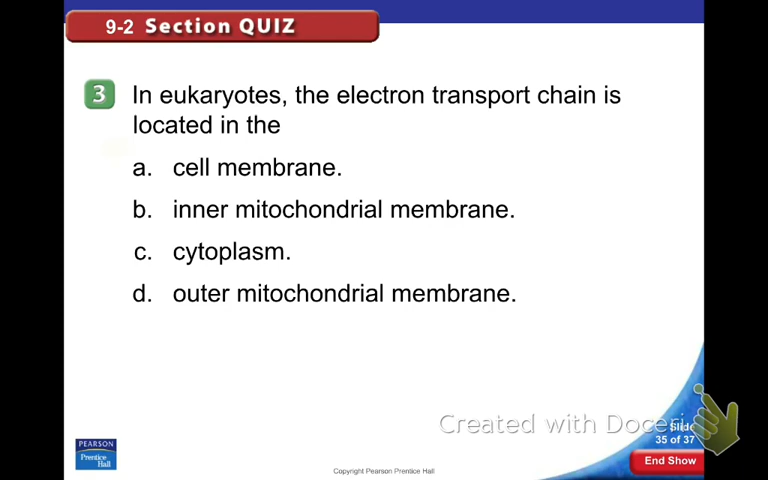 9-2 Section QUIZ
3 In eukaryotes, the electron transport chain is
located in the
a. cell membrane.
b. inner mitochondrial membrane.
c. cytoplasm.
d. outer mitochondrial membrane.
Created with Doceri
Slide
35 of 37
End Show
PEARSON
Prentice
Hall
Copyright Pearson Prentice Hall